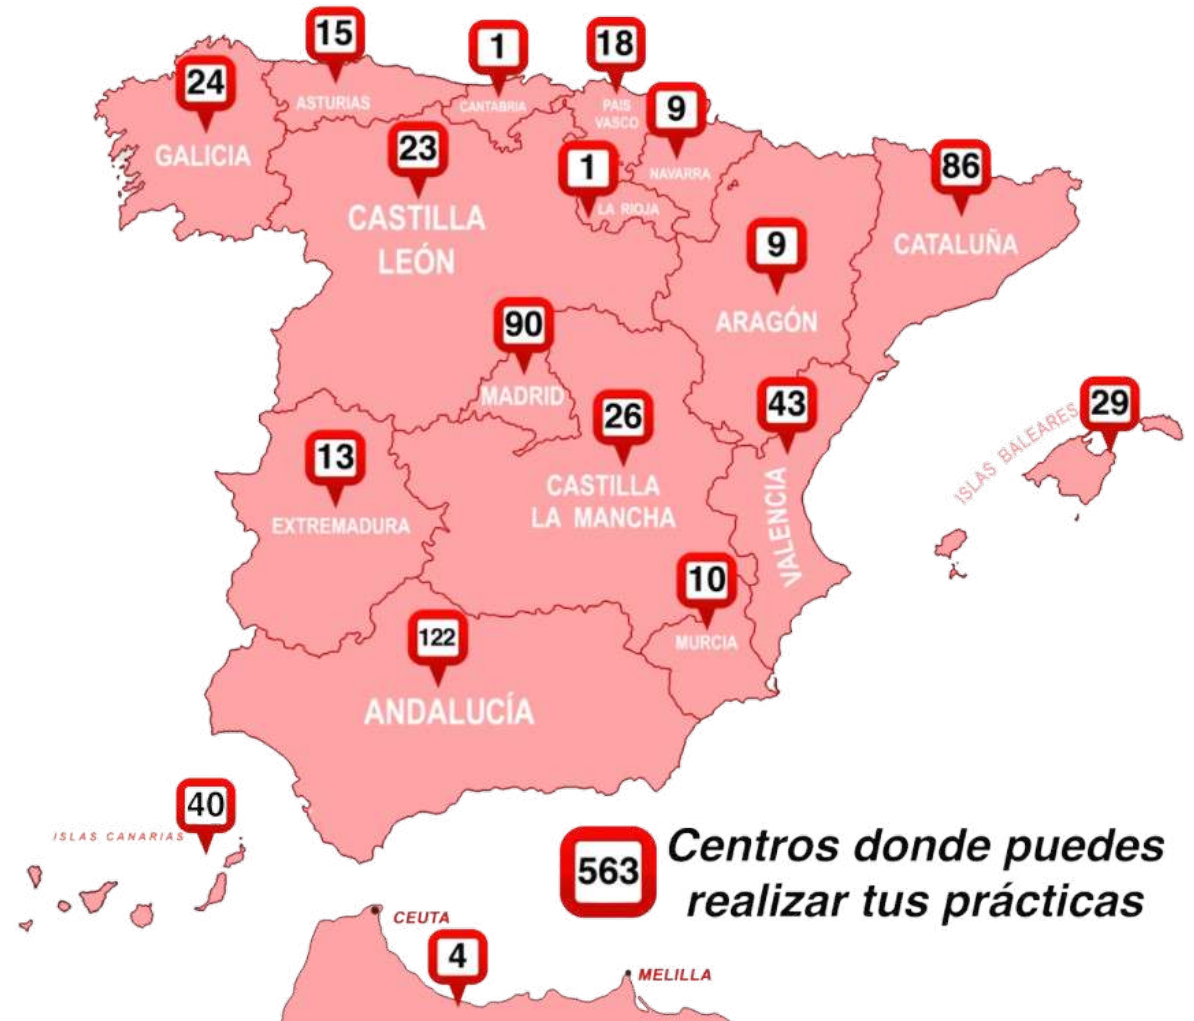 15
1
18
24
ASTURIAS
CANTABRIA
PAIS
VASCO
9
GALICIA
23
1
NAVARRA
86
CASTILLA
LEÓN
LA RIOJA
9
CATALUÑA
90
ARAGÓN
MADRID
26
43
29
ISLAS BALEARES
13
CASTILLA
LA MANCHA
VALENCIA
EXTREMADURA
10
MURCIA
122
ANDALUCÍA
40
ISLAS CANARIAS
563
Centros donde puedes
realizar tus prácticas
CEUTA
4
MELILLA